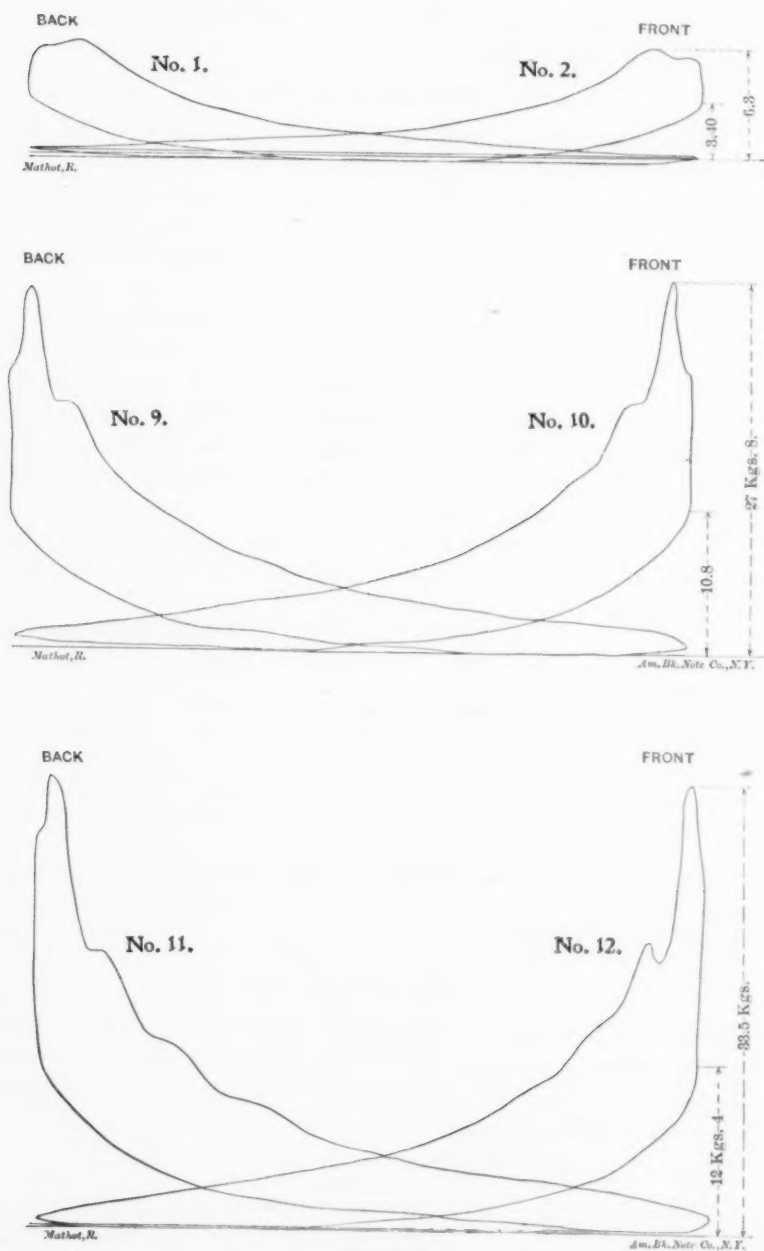 BACK
FRONT
No. 1.
No. 2.
3.40
6.3
Mathot, R.
BACK
FRONT
No. 9.
No. 10.
10.8
27 Kgs. 8.
Mathot, R.
Am. Bk. Note Co., N.Y.
BACK
FRONT
No. 11.
No. 12.
12 Kgs. 4
33.5 Kgs.
Mathot, R.
Am. Bk. Note Co., N.Y.